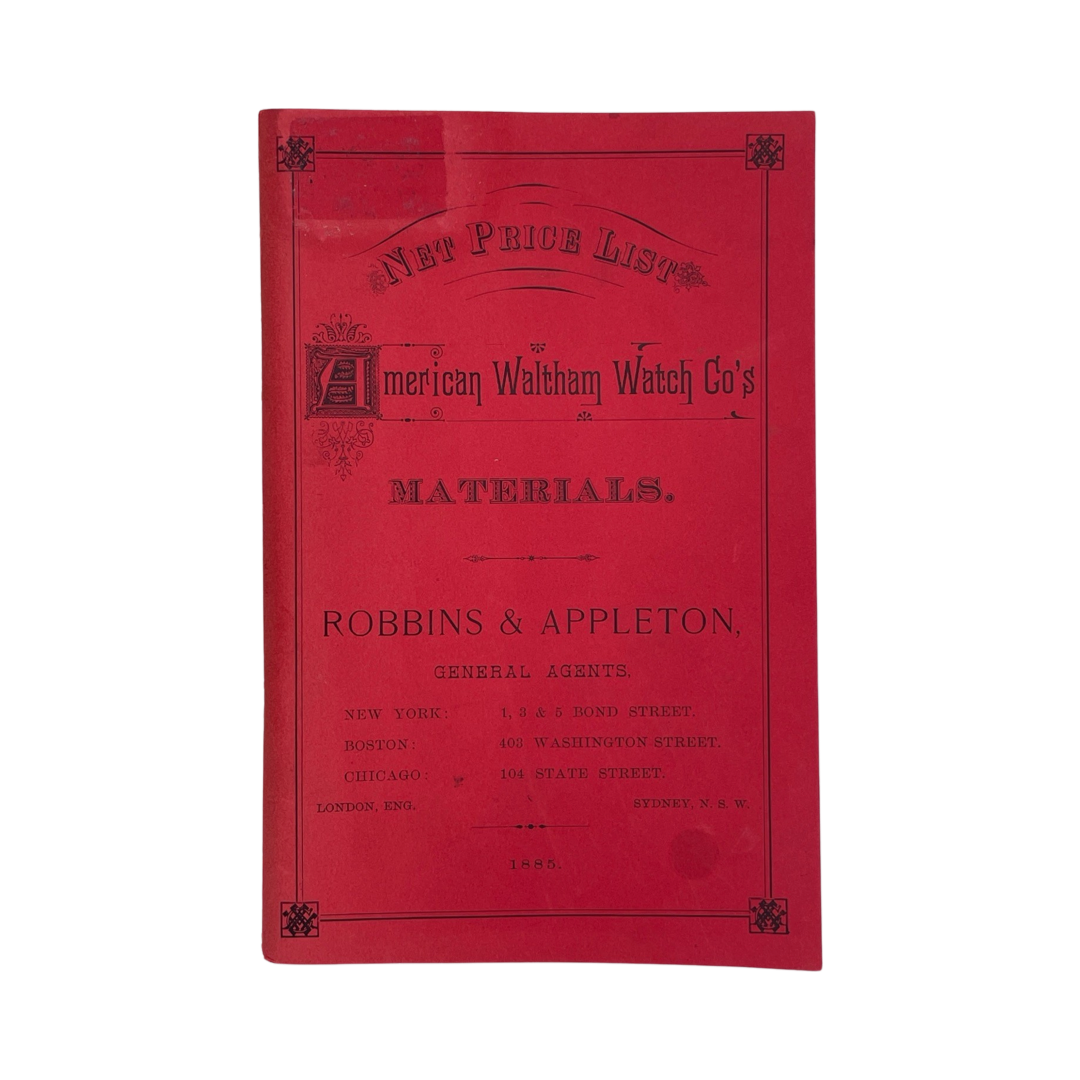 NET PRICE LIST
American Waltham Watch Co's
MATERIALS.
ROBBINS & APPLETON,
GENERAL AGENTS,
NEW YORK: 1, 3 & 5 BOND STREET.
BOSTON: 403 WASHINGTON STREET.
CHICAGO: 104 STATE STREET.
LONDON, ENG. SYDNEY, N. S. W.
1885.